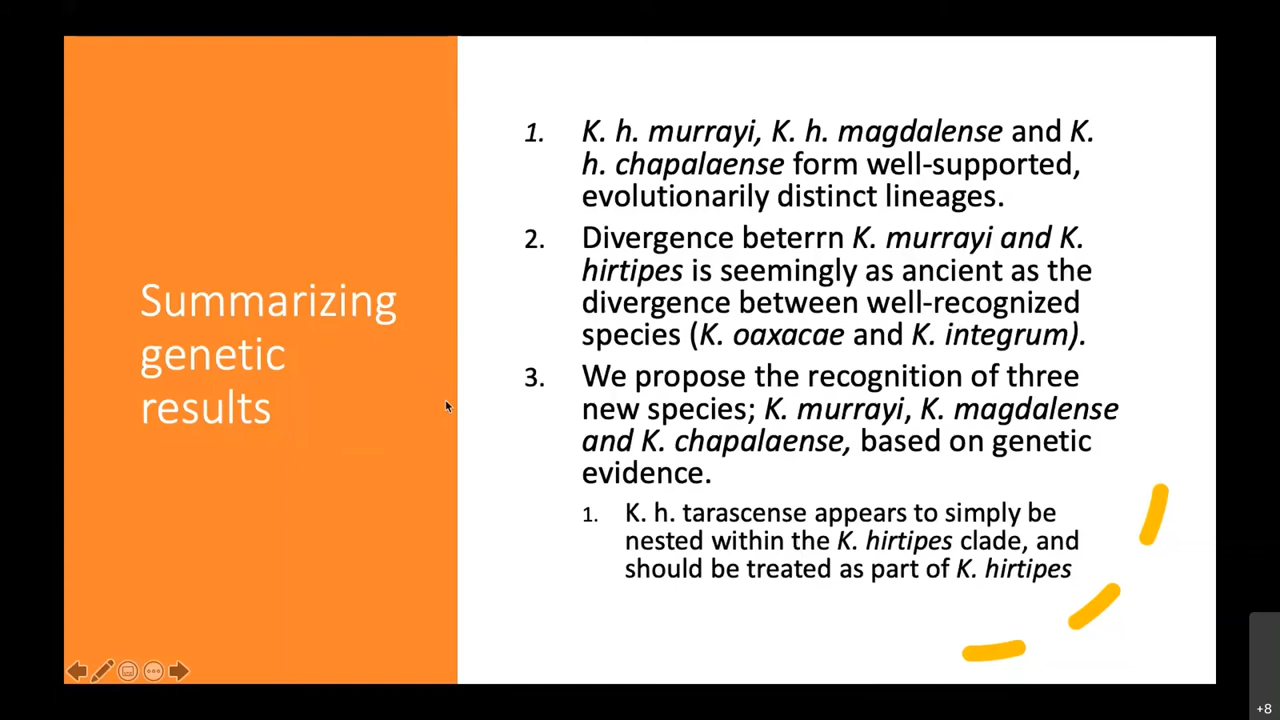 Summarizing
genetic
results
1. K. h. murrayi, K. h. magdalense and K.
h. chapalaense form well-supported,
evolutionarily distinct lineages.
2. Divergence beterrn K. murrayi and K.
hirtipes is seemingly as ancient as the
divergence between well-recognized
species (K. oaxacae and K. integrum).
3. We propose the recognition of three
new species; K. murrayi, K. magdalense
and K. chapalaense, based on genetic
evidence.
1. K. h. tarascense appears to simply be
nested within the K. hirtipes clade, and
should be treated as part of K. hirtipes
+8